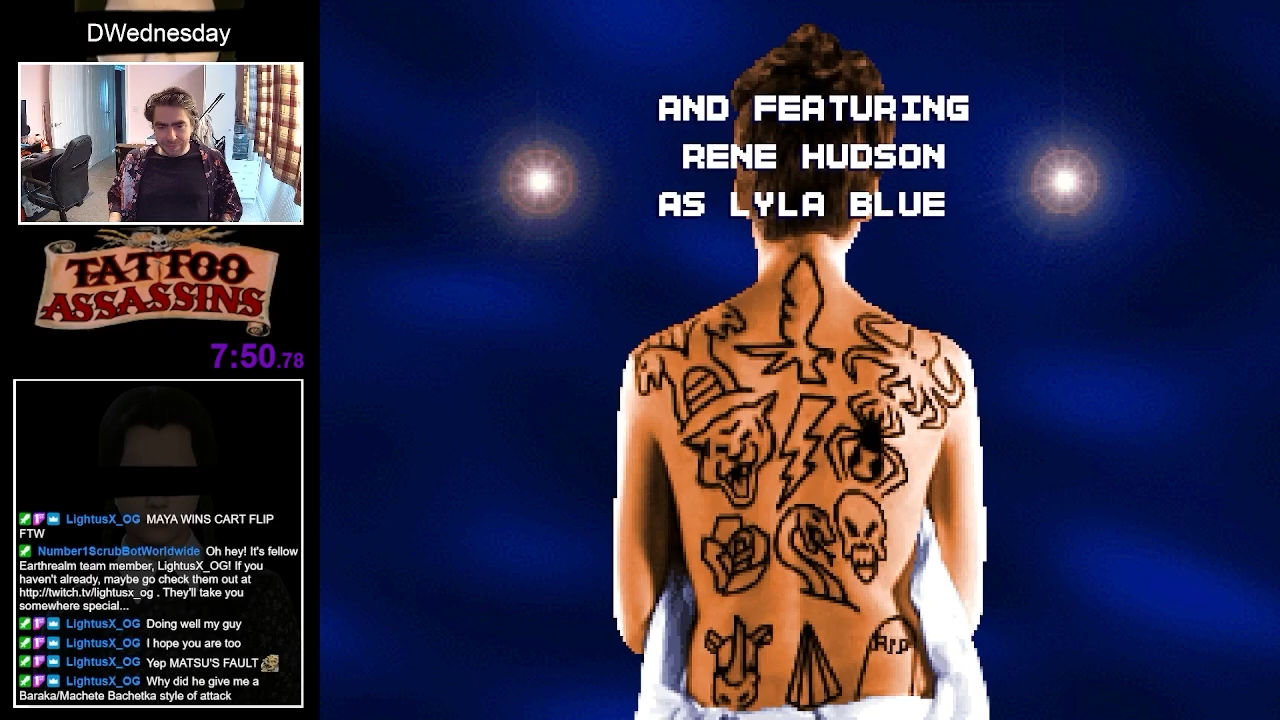 DWednesday
TATTOO
ASSASSINS
7:50.78
LightusX_OG MAYA WINS CART FLIP
FTW
Number1ScrubBotWorldwide Oh hey! It's fellow
Earthrealm team member, LightusX_OG! If you
haven't already, maybe go check them out at
http://twitch.tv/lightusx_og . They'll take you
somewhere special...
LightusX_OG Doing well my guy
LightusX_OG I hope you are too
LightusX_OG Yep MATSU'S FAULT
LightusX_OG Why did he give me a
Baraka/Machete Bachetka style of attack
AND FEATURING
RENE HUDSON
AS LYLA BLUE